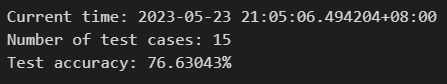 Current time: 2023-05-23 21:05:06.494204+08:00
Number of test cases: 15
Test accuracy: 76.63043%